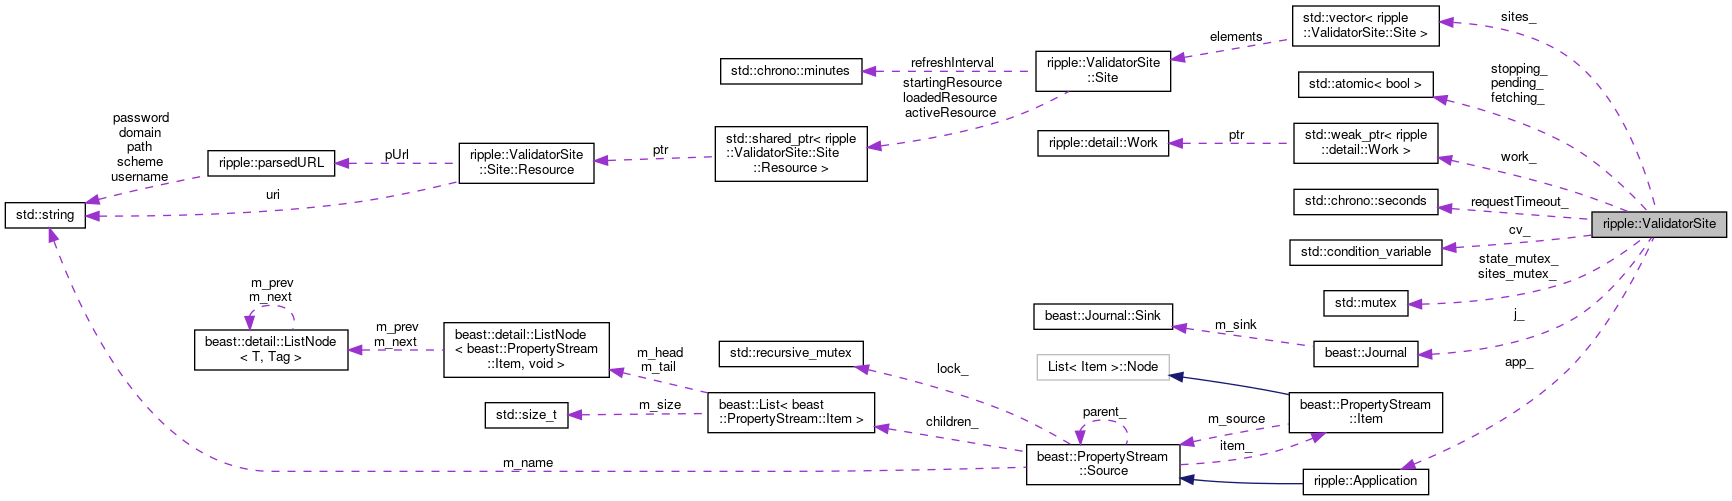 std::vector< ripple
::ValidatorSite::Site >
sites_
elements
ripple::ValidatorSite
::Site
refreshInterval
std::chrono::minutes
startingResource
loadedResource
activeResource
std::atomic< bool >
stopping_
pending_
fetching_
password
domain
path
scheme
username
ripple::parsedURL
pUrl
ripple::ValidatorSite
::Site::Resource
ptr
std::shared_ptr< ripple
::ValidatorSite::Site
::Resource >
ripple::detail::Work
ptr
std::weak_ptr< ripple
::detail::Work >
work_
uri
std::string
std::chrono::seconds
requestTimeout_
ripple::ValidatorSite
cv_
std::condition_variable
state_mutex_
sites_mutex_
std::mutex
m_prev
m_next
beast::detail::ListNode
< T, Tag >
m_prev
m_next
beast::detail::ListNode
< beast::PropertyStream
::Item, void >
beast::Journal::Sink
m_sink
beast::Journal
j_
std::recursive_mutex
lock_
List< Item >::Node
app_
m_head
m_tail
m_size
std::size_t
beast::List< beast
::PropertyStream::Item >
children_
parent_
m_source
item_
beast::PropertyStream
::Item
beast::PropertyStream
::Source
m_name
ripple::Application